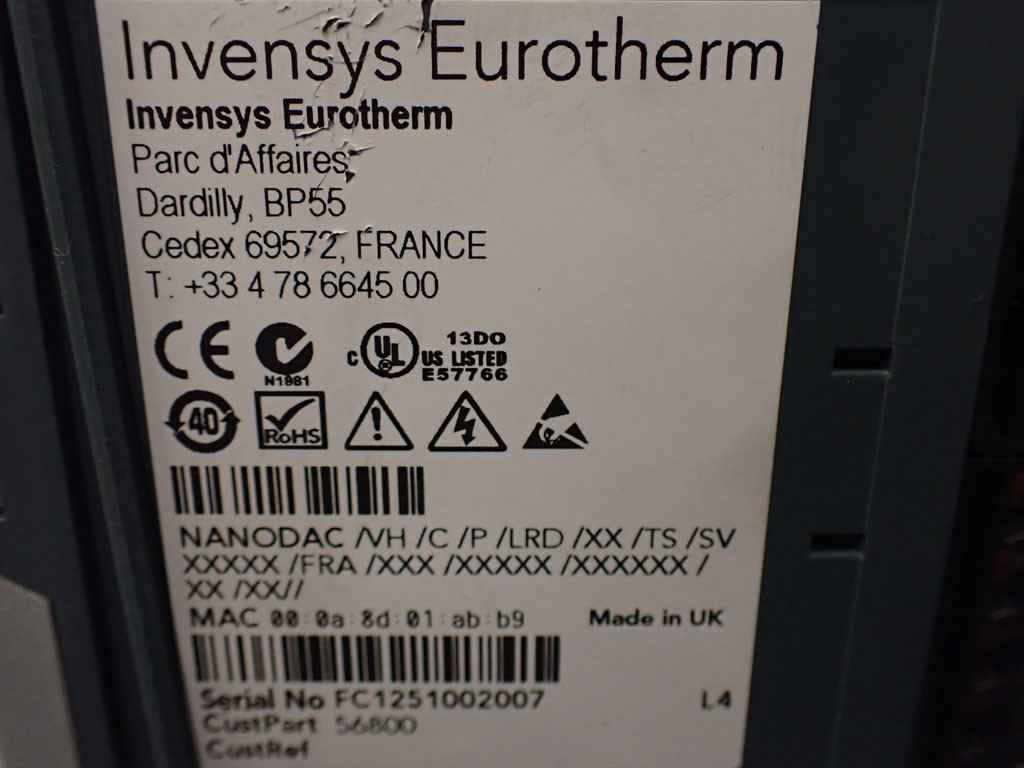 Invensys Eurotherm
Invensys Eurotherm
Parc d'Affaires
Dardilly, BP55
Cedex 69572, FRANCE
T: +33 4 78 6645 00
CE N1981 c UL US LISTED 13DO E57766
40 RoHS
NANODAC /VH /C /P /LRD /XX /TS /SV
XXXXX /FRA /XXX /XXXXX /XXXXXX /
XX /XX//
MAC 00:0a:8d:01:ab:b9 Made in UK
Serial No FC1251002007 L4
CustPart 56800
CustRef